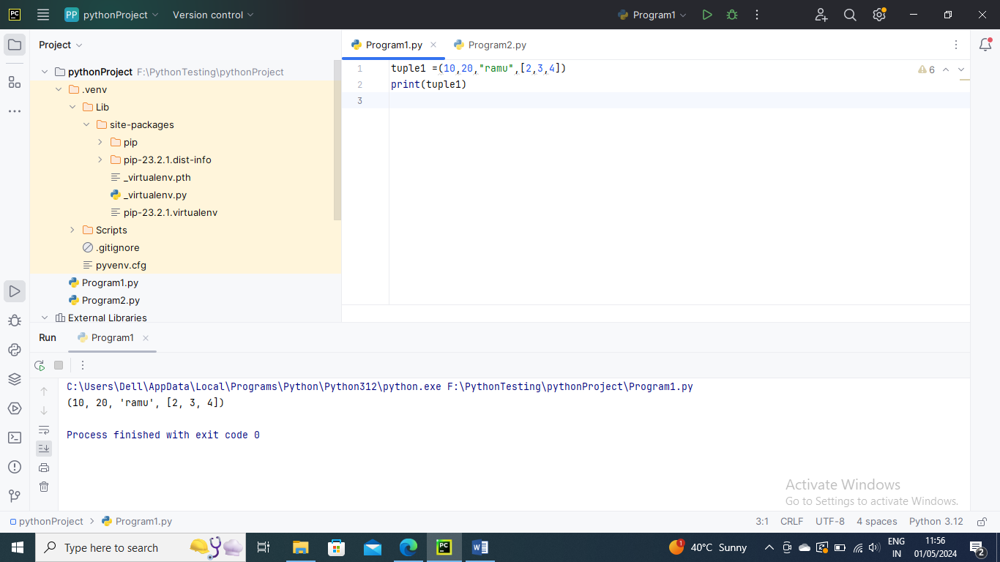 PC PP pythonProject Version control Program1
Project
Program1.py Program2.py
pythonProject F:\PythonTesting\pythonProject
.venv
Lib
site-packages
pip
pip-23.2.1.dist-info
_virtualenv.pth
_virtualenv.py
pip-23.2.1.virtualenv
Scripts
.gitignore
pyvenv.cfg
Program1.py
Program2.py
External Libraries
1 tuple1 =(10,20,"ramu",[2,3,4])
6
2 print(tuple1)
3
Run Program1
C:\Users\Dell\AppData\Local\Programs\Python\Python312\python.exe F:\PythonTesting\pythonProject\Program1.py
(10, 20, 'ramu', [2, 3, 4])
Process finished with exit code 0
Activate Windows
Go to Settings to activate Windows.
pythonProject Program1.py 3:1 CRLF UTF-8 4 spaces Python 3.12
Type here to search PC W 1 40°C Sunny ENG IN 11:56 01/05/2024 2